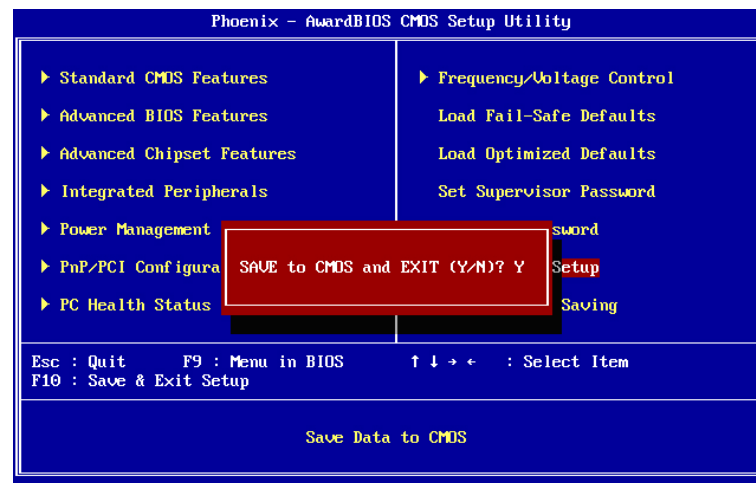 Phoenix - AwardBIOS CMOS Setup Utility
Standard CMOS Features
Advanced BIOS Features
Advanced Chipset Features
Integrated Peripherals
Power Management
PnP/PCI Configura
PC Health Status
Frequency/Voltage Control
Load Fail-Safe Defaults
Load Optimized Defaults
Set Supervisor Password
sword
Setup
Saving
SAVE to CMOS and EXIT (Y/N)? Y
Esc : Quit F9 : Menu in BIOS ↑ ↓ → ← : Select Item
F10 : Save & Exit Setup
Save Data to CMOS